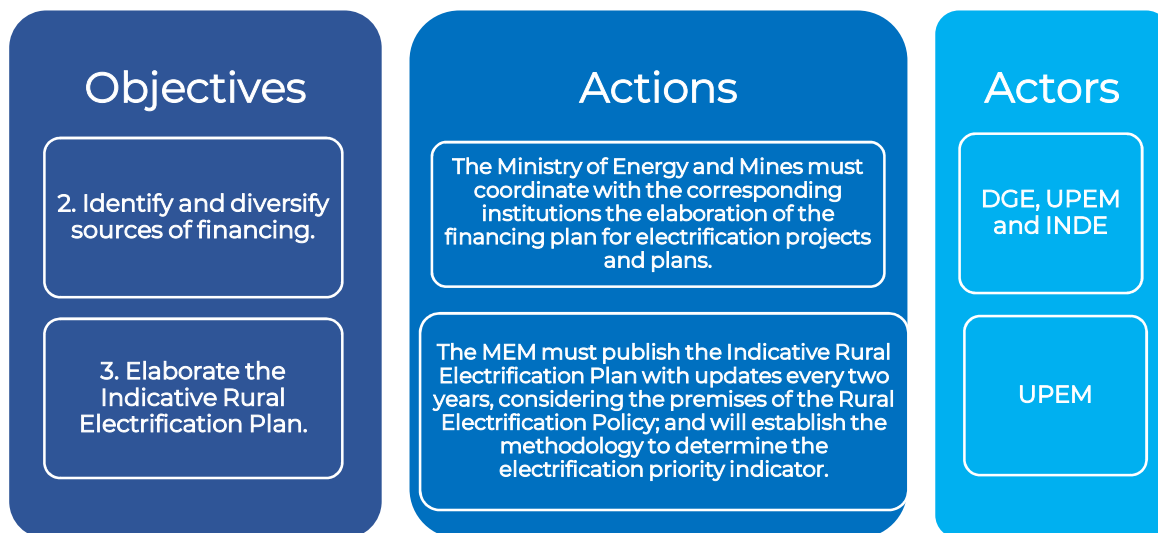 Objectives
2. Identify and diversify
sources of financing.
3. Elaborate the
Indicative Rural
Electrification Plan.
Actions
The Ministry of Energy and Mines must
coordinate with the corresponding
institutions the elaboration of the
financing plan for electrification projects
and plans.
The MEM must publish the Indicative Rural
Electrification Plan with updates every two
years, considering the premises of the Rural
Electrification Policy; and will establish the
methodology to determine the
electrification priority indicator.
Actors
DGE, UPEM
and INDE
UPEM